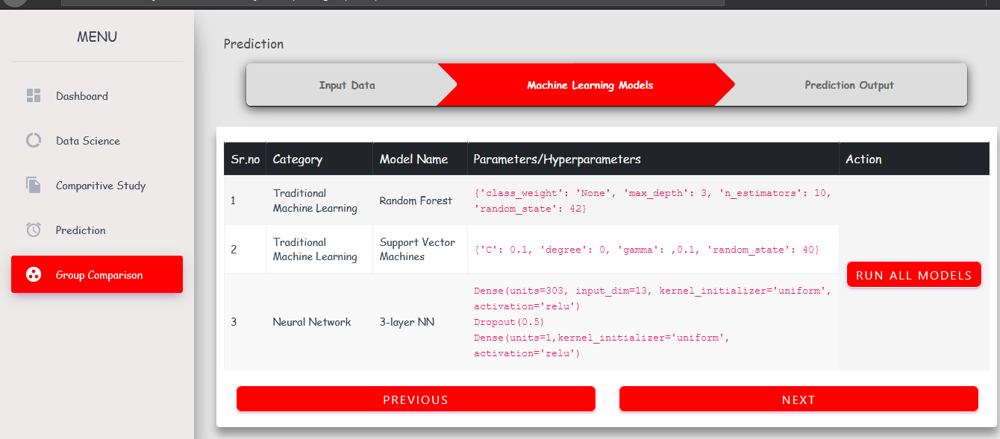 MENU
Dashboard
Data Science
Comparitive Study
Prediction
Group Comparison
Prediction
Input Data
Machine Learning Models
Prediction Output
Sr.no Category Model Name Parameters/Hyperparameters Action
1
Traditional
Machine Learning
Random Forest
{'class_weight': 'None', 'max_depth': 3, 'n_estimators': 10,
'random_state': 42}
2
Traditional
Machine Learning
Support Vector
Machines
{'C': 0.1, 'degree': 0, 'gamma': ,0.1, 'random_state': 40}
3
Neural Network
3-layer NN
Dense(units=303, input_dim=13, kernel_initializer='uniform',
activation='relu')
Dropout(0.5)
Dense(units=1,kernel_initializer='uniform',
activation='relu')
RUN ALL MODELS
PREVIOUS
NEXT